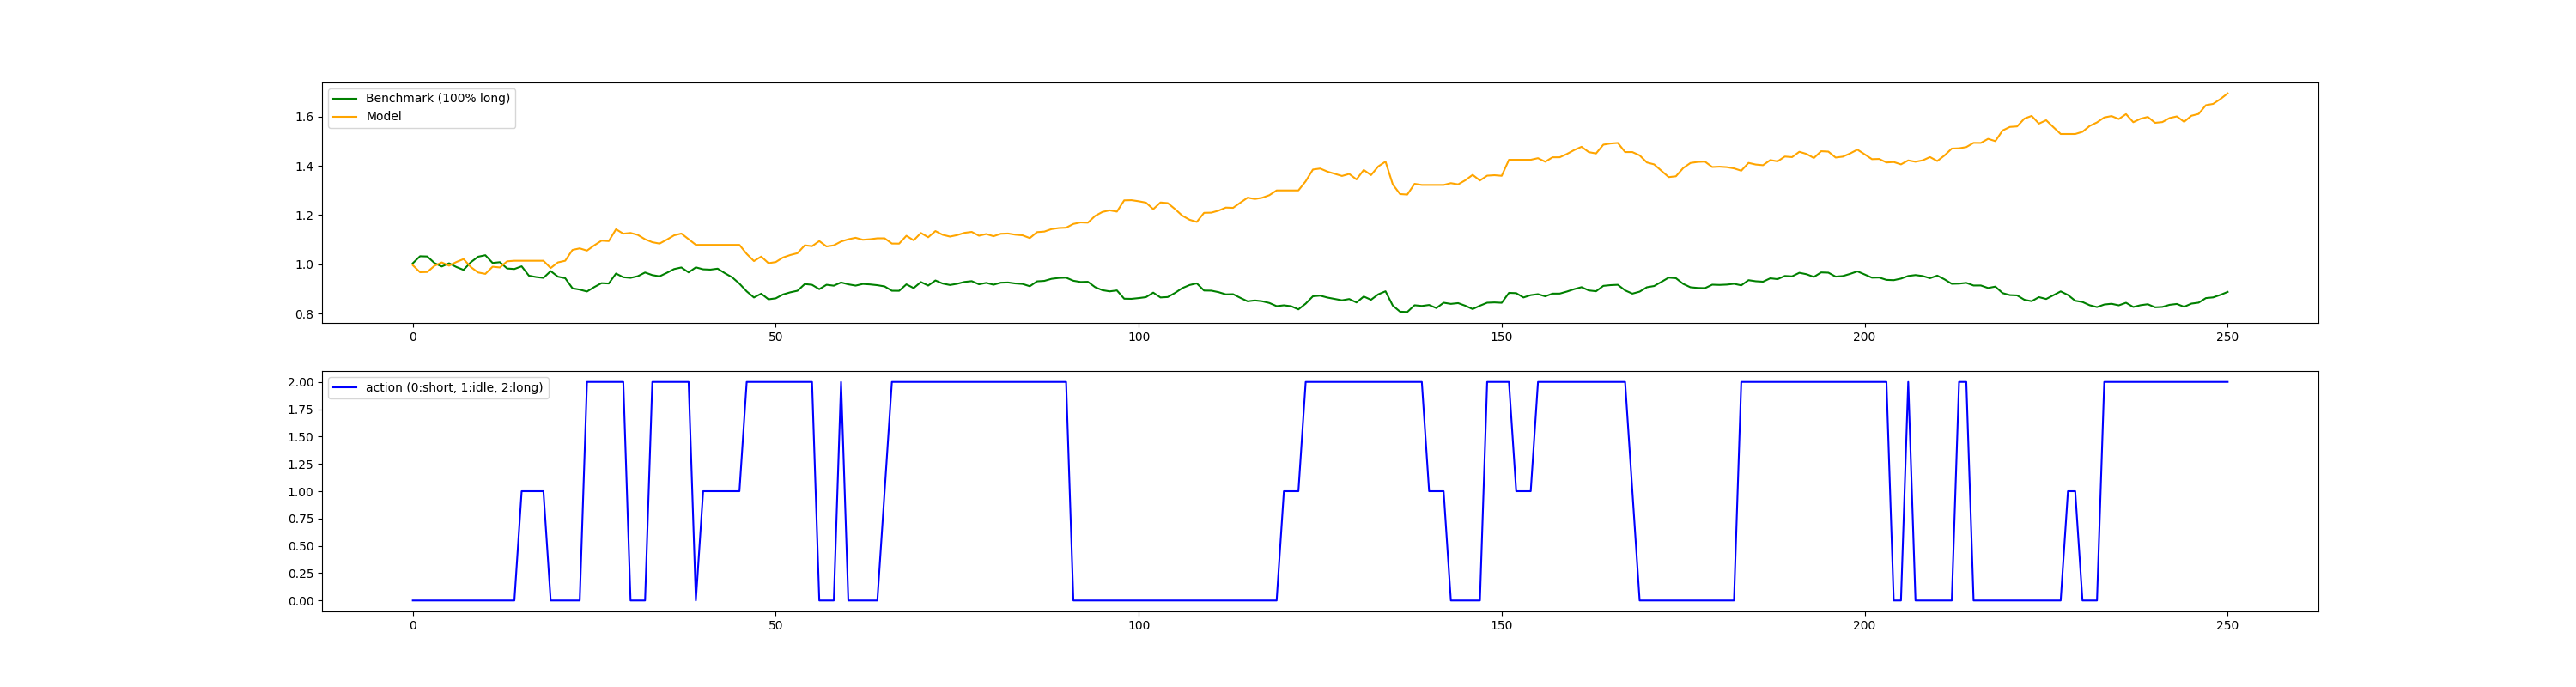 Benchmark (100% long)
Model
1.6
1.4
1.2
1.0
0.8
0 50 100 150 200 250
action (0:short, 1:idle, 2:long)
2.00
1.75
1.50
1.25
1.00
0.75
0.50
0.25
0.00
0 50 100 150 200 250